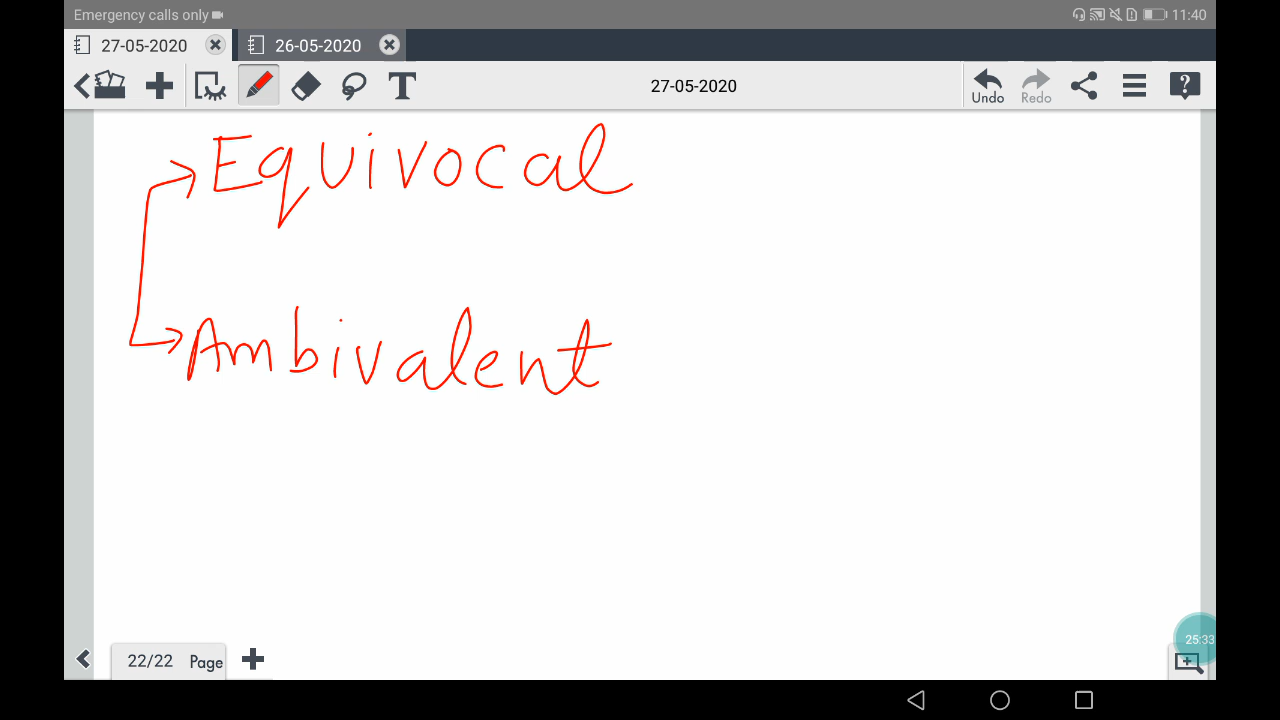 Emergency calls only 11:40
27-05-2020 26-05-2020
T 27-05-2020 Undo Redo
Equivocal
Ambivalent
25:33
22/22 Page